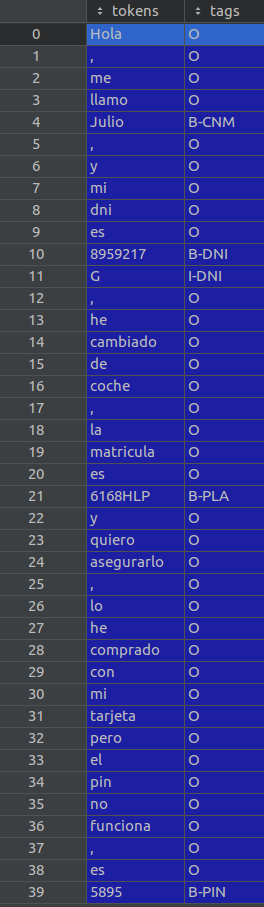 tokens tags
0 Hola O
1 , O
2 me O
3 llamo O
4 Julio B-CNM
5 , O
6 y O
7 mi O
8 dni O
9 es O
10 8959217 B-DNI
11 G I-DNI
12 , O
13 he O
14 cambiado O
15 de O
16 coche O
17 , O
18 la O
19 matricula O
20 es O
21 6168HLP B-PLA
22 y O
23 quiero O
24 asegurarlo O
25 , O
26 lo O
27 he O
28 comprado O
29 con O
30 mi O
31 tarjeta O
32 pero O
33 el O
34 pin O
35 no O
36 funciona O
37 , O
38 es O
39 5895 B-PIN